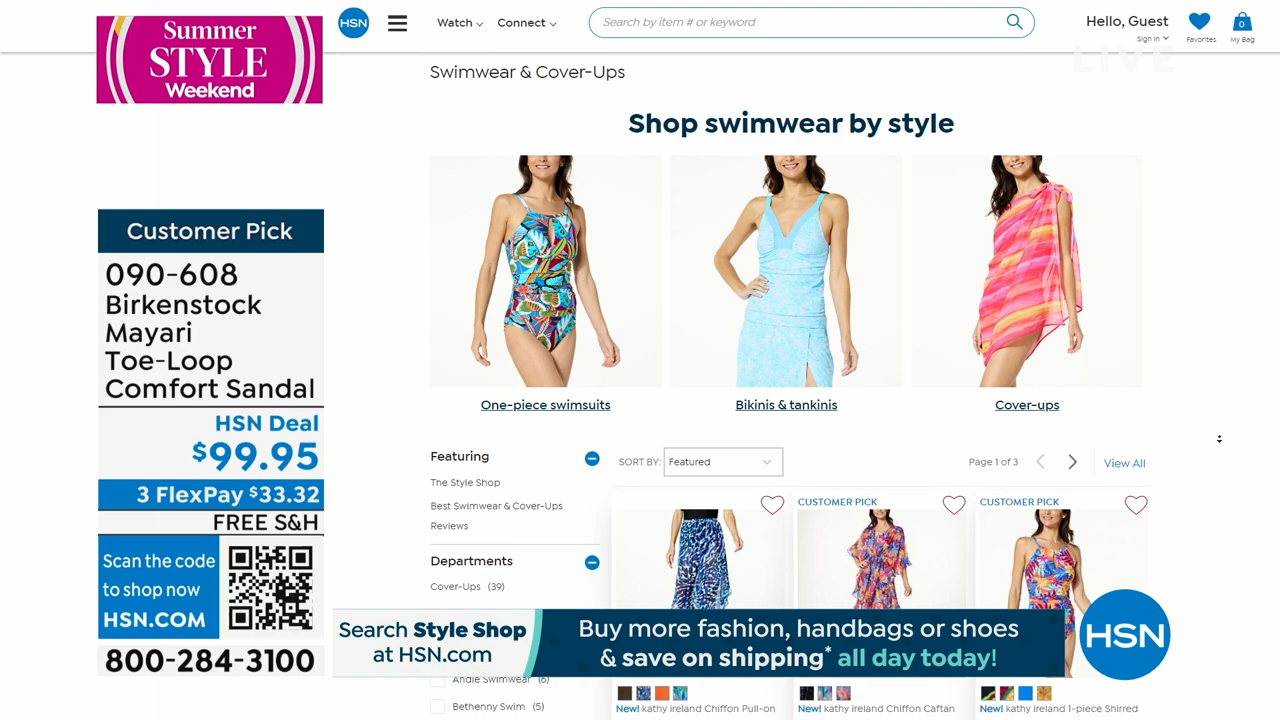 Summer
STYLE
Weekend
HSN
Watch
Connect
Search by item # or keyword
Hello, Guest
Sign In
Favorites
0
My Bag
LIVE
Swimwear & Cover-Ups
Shop swimwear by style
One-piece swimsuits
Bikinis & tankinis
Cover-ups
Customer Pick
090-608
Birkenstock
Mayari
Toe-Loop
Comfort Sandal
HSN Deal
$99.95
3 FlexPay $33.32
FREE S&H
Scan the code
to shop now
HSN.COM
800-284-3100
Featuring
The Style Shop
Best Swimwear & Cover-Ups
Reviews
Departments
Cover-Ups (39)
SORT BY: Featured
Page 1 of 3
View All
CUSTOMER PICK
CUSTOMER PICK
Search Style Shop
at HSN.com
Buy more fashion, handbags or shoes
& save on shipping* all day today!
HSN
Andie Swimwear (6)
Bethenny Swim (5)
New! kathy ireland Chiffon Pull-on
New! kathy ireland Chiffon Caftan
New! kathy ireland 1-piece Shirred